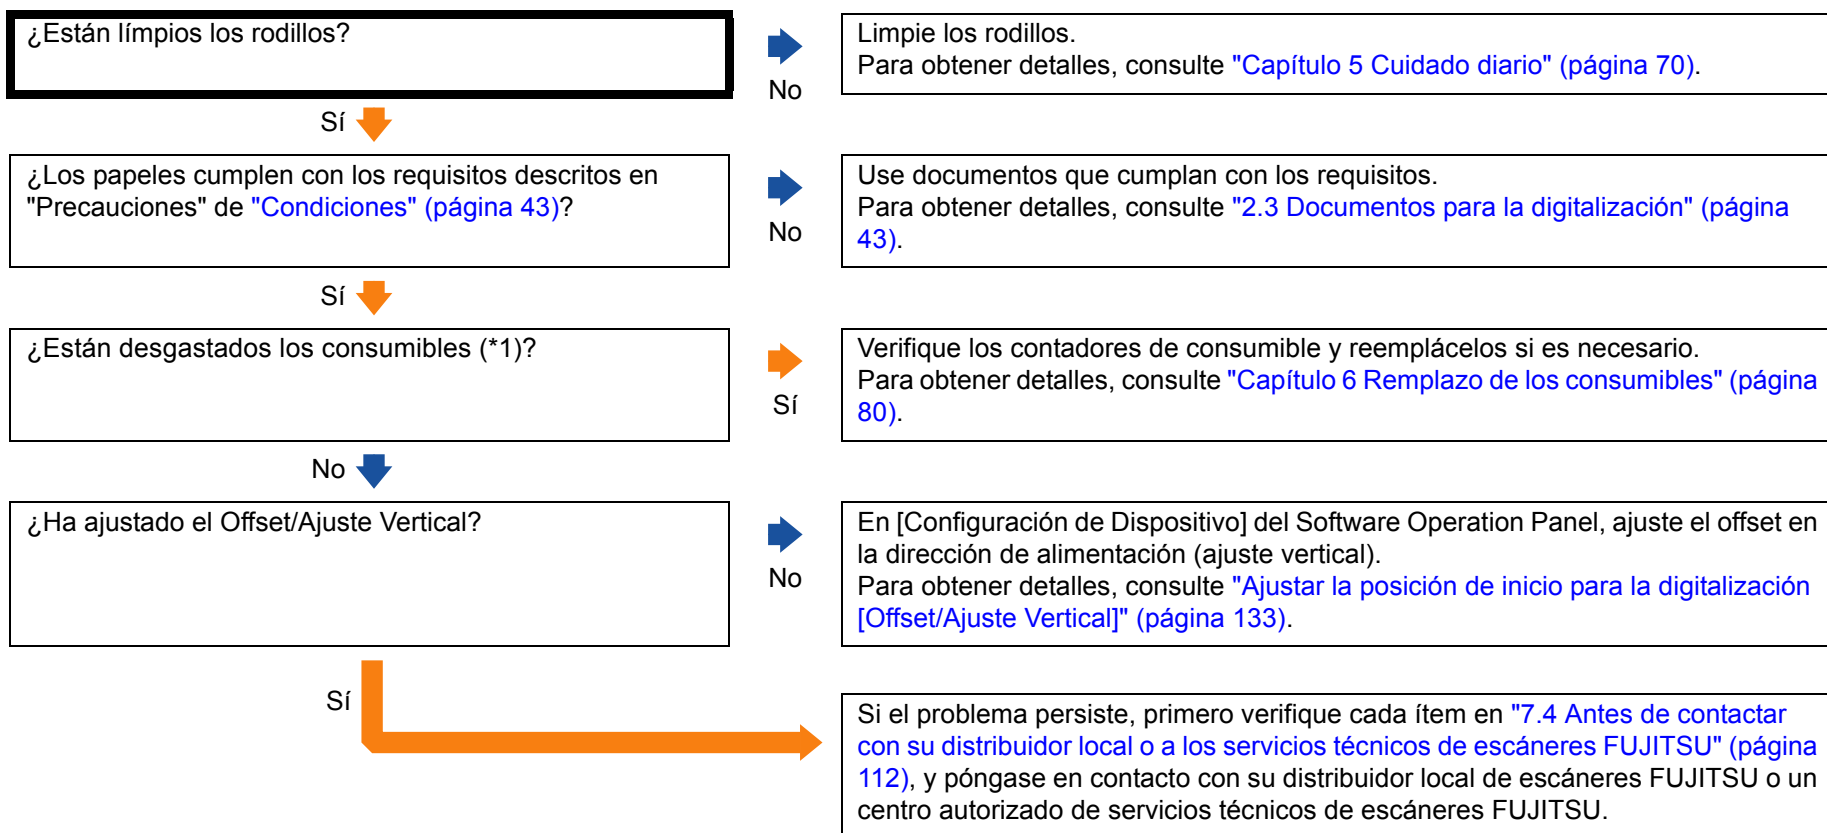 ¿Están límpios los rodillos?
No
Limpie los rodillos.
Para obtener detalles, consulte "Capítulo 5 Cuidado diario" (página 70).
Sí
¿Los papeles cumplen con los requisitos descritos en
"Precauciones" de "Condiciones" (página 43)?
No
Use documentos que cumplan con los requisitos.
Para obtener detalles, consulte "2.3 Documentos para la digitalización" (página
43).
Sí
¿Están desgastados los consumibles (*1)?
Sí
Verifique los contadores de consumible y reemplácelos si es necesario.
Para obtener detalles, consulte "Capítulo 6 Remplazo de los consumibles" (página
80).
No
¿Ha ajustado el Offset/Ajuste Vertical?
No
En [Configuración de Dispositivo] del Software Operation Panel, ajuste el offset en
la dirección de alimentación (ajuste vertical).
Para obtener detalles, consulte "Ajustar la posición de inicio para la digitalización
[Offset/Ajuste Vertical]" (página 133).
Sí
Si el problema persiste, primero verifique cada ítem en "7.4 Antes de contactar
con su distribuidor local o a los servicios técnicos de escáneres FUJITSU" (página
112), y póngase en contacto con su distribuidor local de escáneres FUJITSU o un
centro autorizado de servicios técnicos de escáneres FUJITSU.